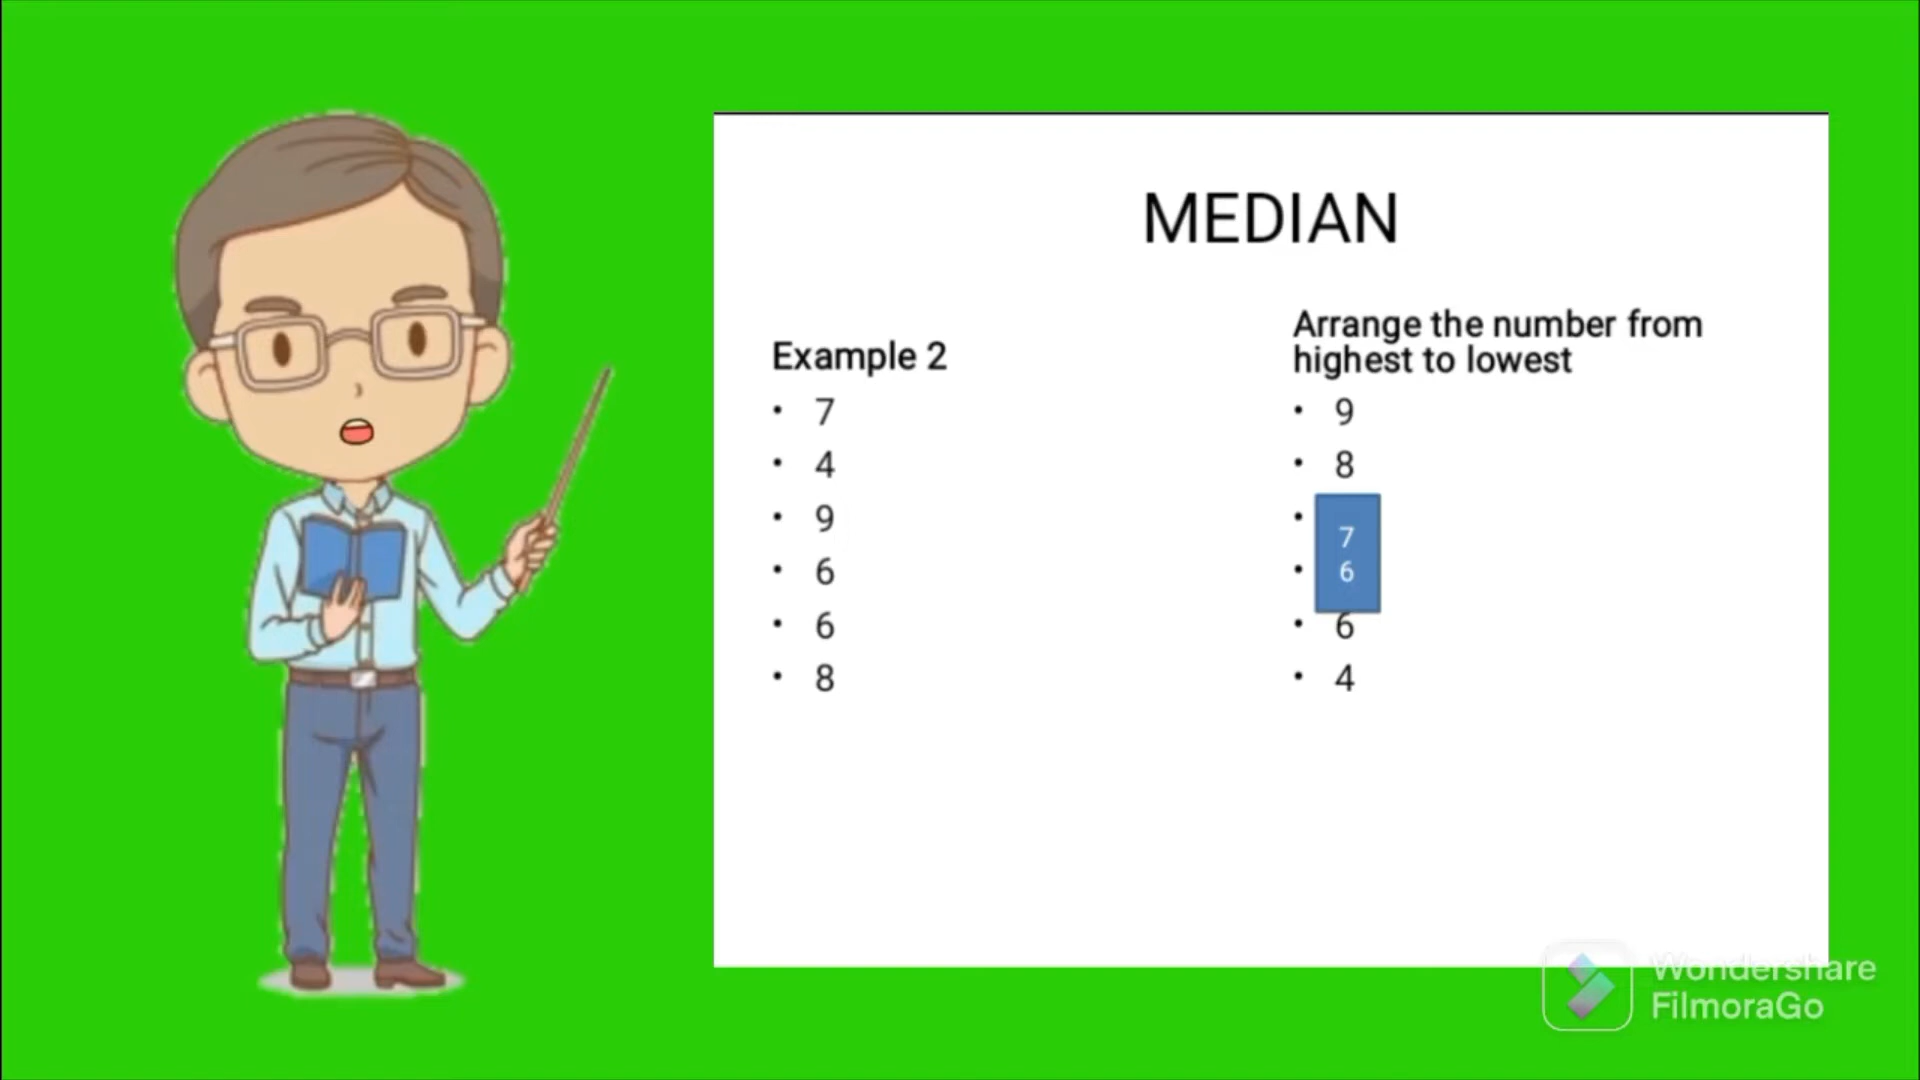 MEDIAN
Example 2
• 7
• 4
• 9
• 6
• 6
• 8
Arrange the number from
highest to lowest
• 9
• 8
• 7
• 6
• 6
• 4
Wondershare
FilmoraGo